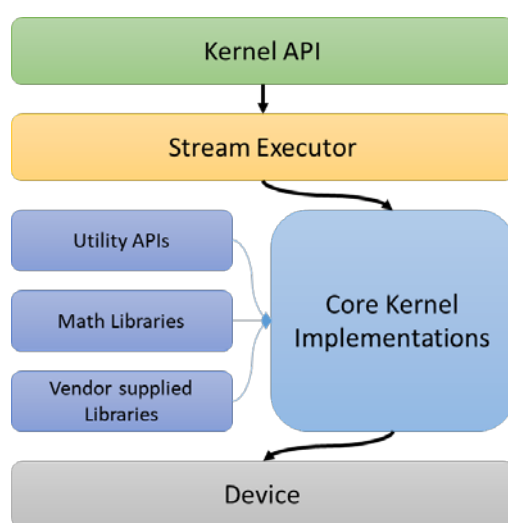 Kernel API
Stream Executor
Utility APIs
Math Libraries
Vendor supplied
Libraries
Core Kernel
Implementations
Device